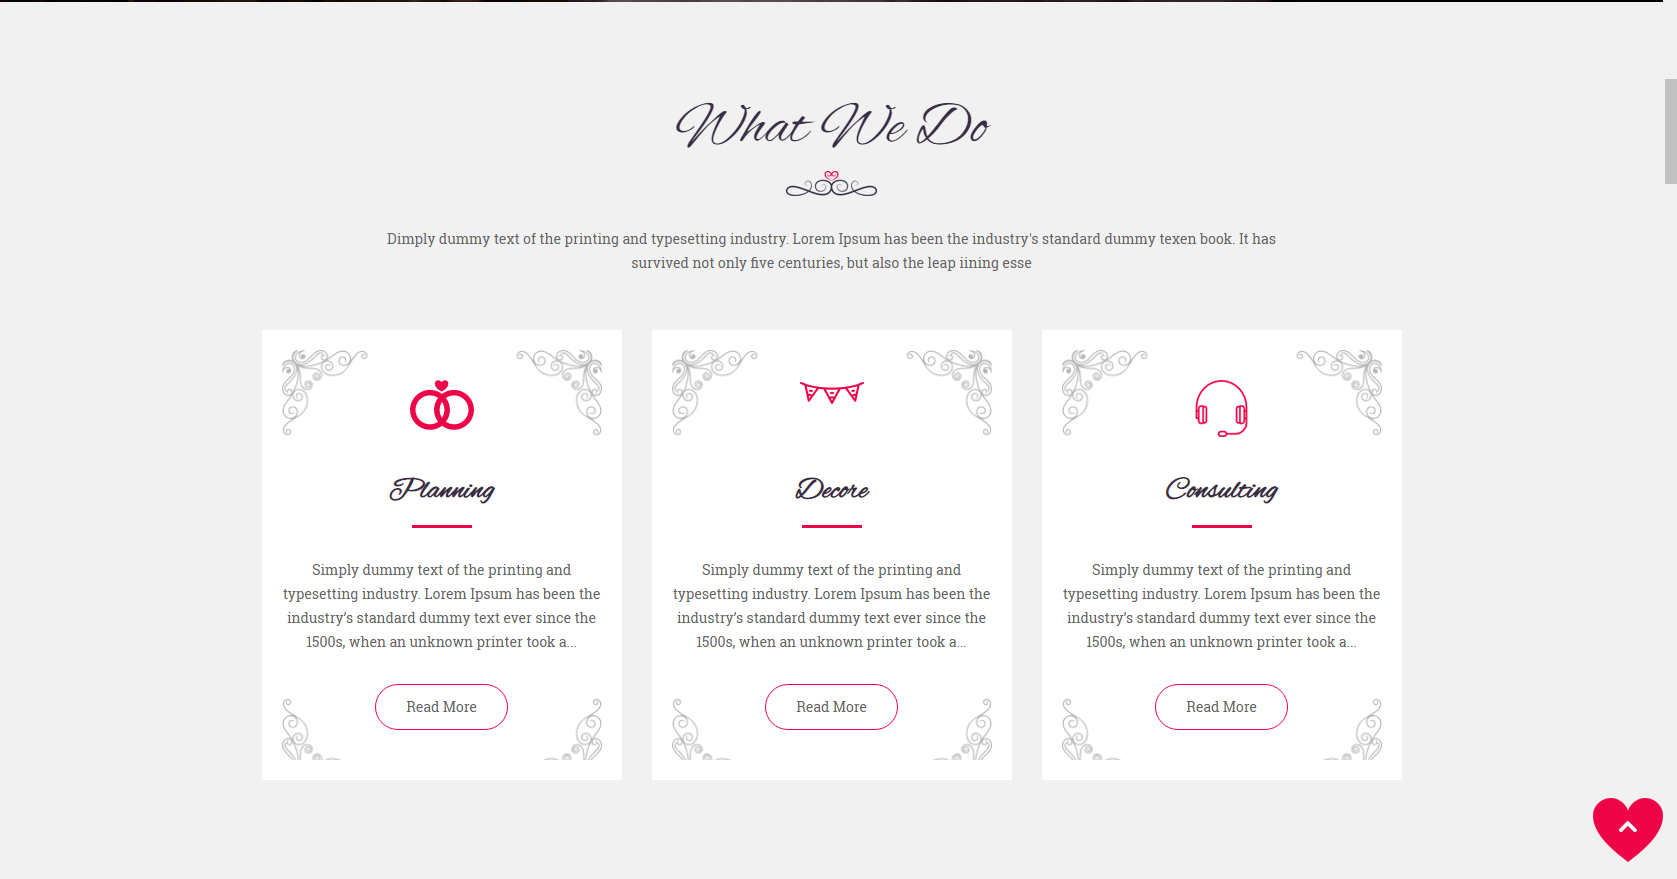 What We Do
Dimply dummy text of the printing and typesetting industry. Lorem Ipsum has been the industry's standard dummy texen book. It has
survived not only five centuries, but also the leap iining esse
Planning
Simply dummy text of the printing and
typesetting industry. Lorem Ipsum has been the
industry’s standard dummy text ever since the
1500s, when an unknown printer took a...
Read More
Decore
Simply dummy text of the printing and
typesetting industry. Lorem Ipsum has been the
industry’s standard dummy text ever since the
1500s, when an unknown printer took a...
Read More
Consulting
Simply dummy text of the printing and
typesetting industry. Lorem Ipsum has been the
industry’s standard dummy text ever since the
1500s, when an unknown printer took a...
Read More